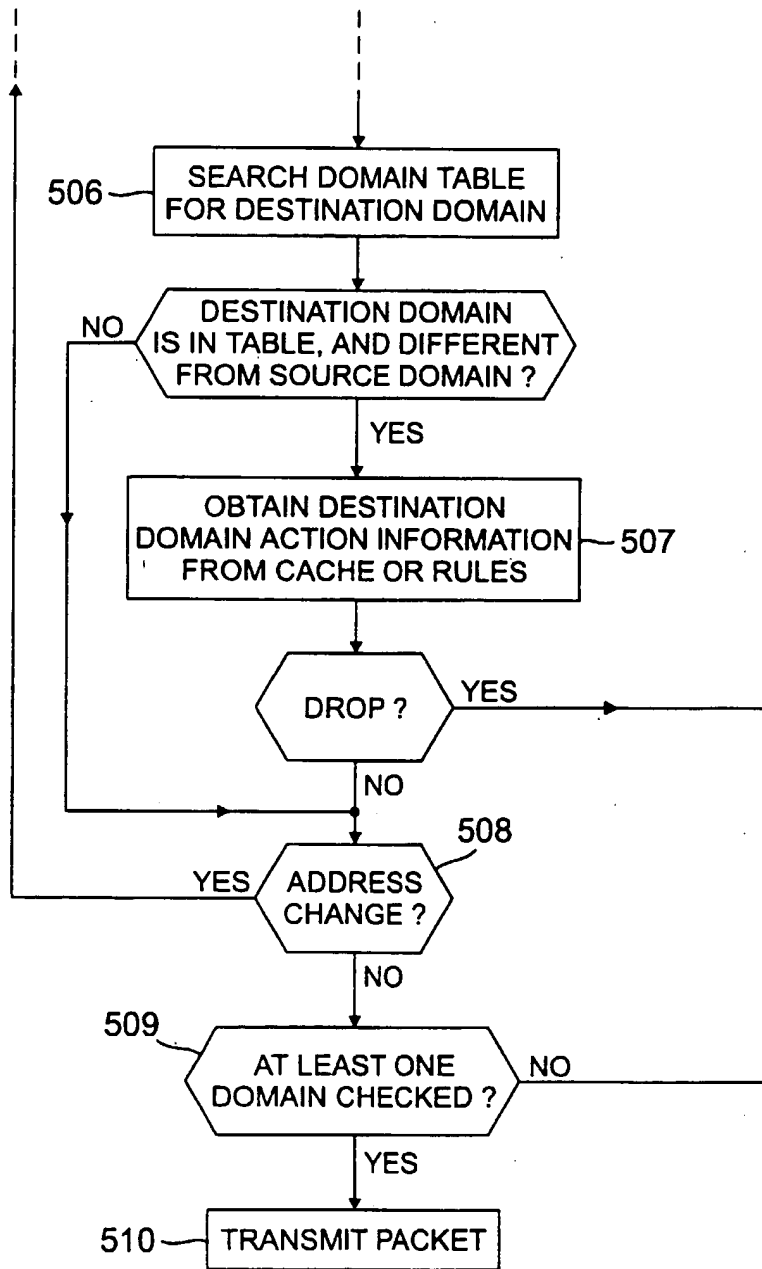 506
SEARCH DOMAIN TABLE
FOR DESTINATION DOMAIN
NO
DESTINATION DOMAIN
IS IN TABLE, AND DIFFERENT
FROM SOURCE DOMAIN ?
YES
OBTAIN DESTINATION
DOMAIN ACTION INFORMATION
FROM CACHE OR RULES
507
DROP ?
YES
NO
508
YES
ADDRESS
CHANGE ?
NO
509
AT LEAST ONE
DOMAIN CHECKED ?
NO
YES
510
TRANSMIT PACKET